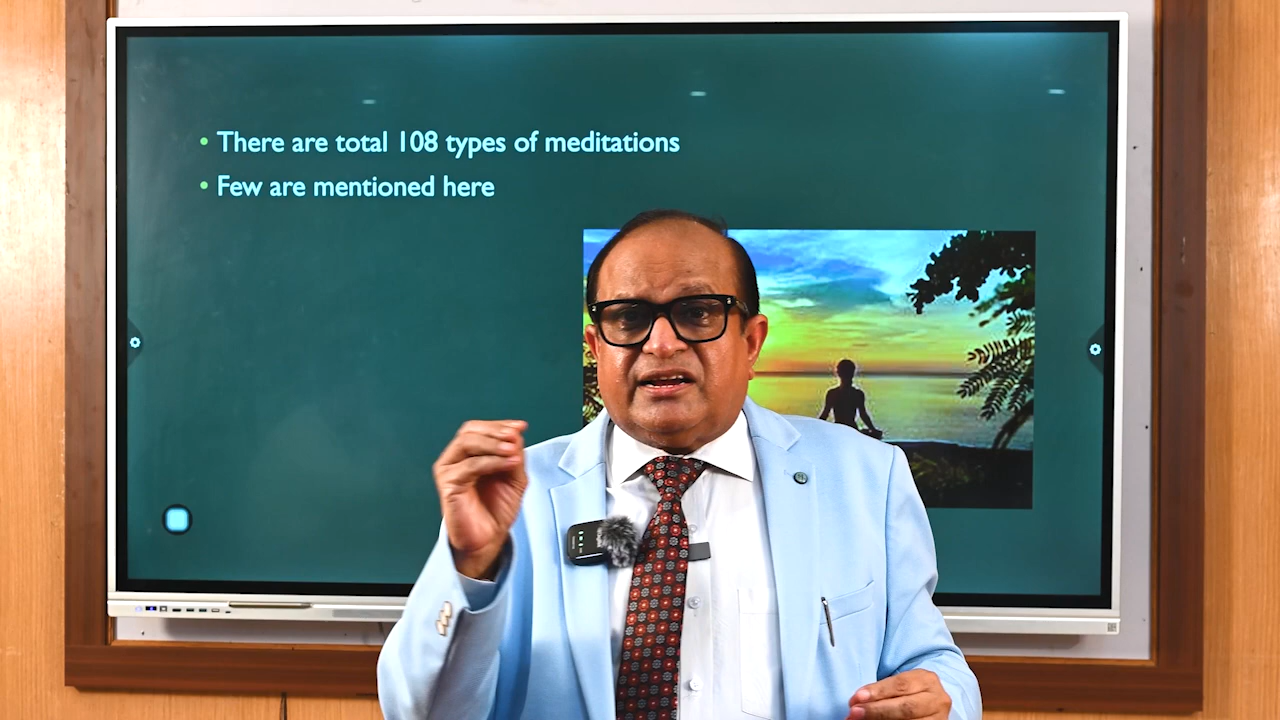 • There are total 108 types of meditations
• Few are mentioned here